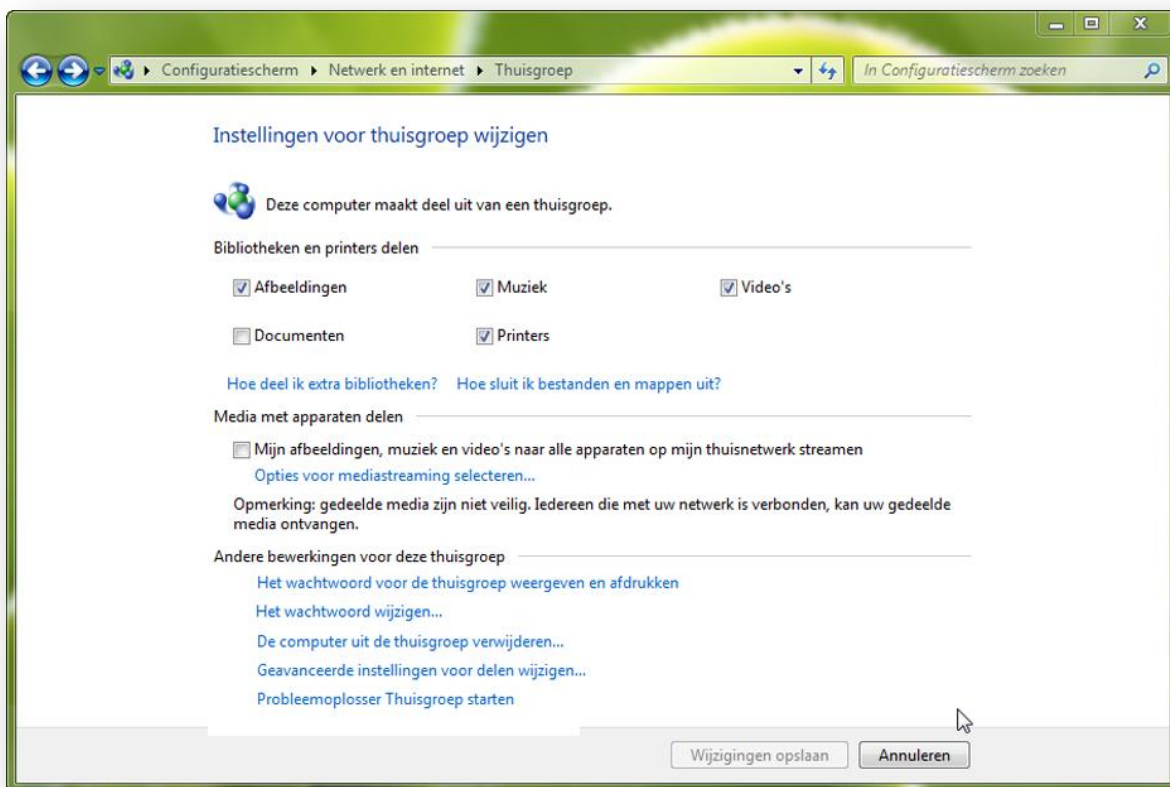 Configuratiescherm Netwerk en internet Thuisgroep In Configuratiescherm zoeken
Instellingen voor thuisgroep wijzigen
Deze computer maakt deel uit van een thuisgroep.
Bibliotheken en printers delen
Afbeeldingen Muziek Video's
Documenten Printers
Hoe deel ik extra bibliotheken? Hoe sluit ik bestanden en mappen uit?
Media met apparaten delen
Mijn afbeeldingen, muziek en video's naar alle apparaten op mijn thuisnetwerk streamen
Opties voor mediastreaming selecteren...
Opmerking: gedeelde media zijn niet veilig. Iedereen die met uw netwerk is verbonden, kan uw gedeelde
media ontvangen.
Andere bewerkingen voor deze thuisgroep
Het wachtwoord voor de thuisgroep weergeven en afdrukken
Het wachtwoord wijzigen...
De computer uit de thuisgroep verwijderen...
Geavanceerde instellingen voor delen wijzigen...
Probleemoplosser Thuisgroep starten
Wijzigingen opslaan Annuleren